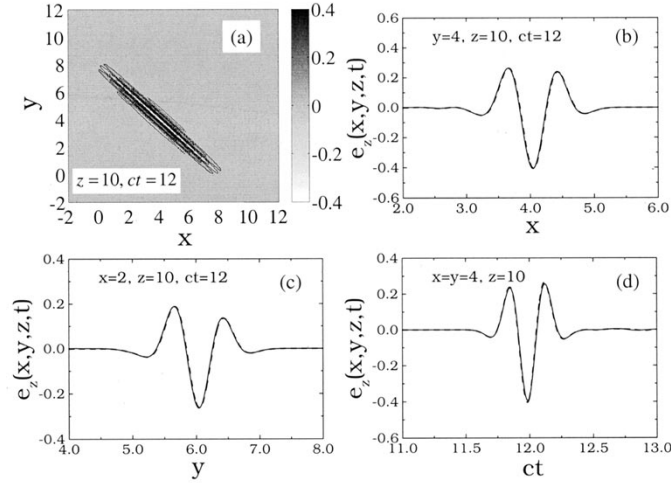 12
10
8
6
4
2
0
-2
y
(a)
z=10, ct=12
-2 0 2 4 6 8 10 12
x
0.4
0.2
0
-0.2
-0.4
0.6
0.4
0.2
0.0
-0.2
-0.4
-0.6
e_z(x,y,z,t)
y=4, z=10, ct=12
(b)
2.0 3.0 4.0 5.0 6.0
x
0.4
0.2
0.0
-0.2
-0.4
e_z(x,y,z,t)
x=2, z=10, ct=12
(c)
4.0 5.0 6.0 7.0 8.0
y
0.6
0.4
0.2
0.0
-0.2
-0.4
-0.6
e_z(x,y,z,t)
x=y=4, z=10
(d)
11.0 11.5 12.0 12.5 13.0
ct